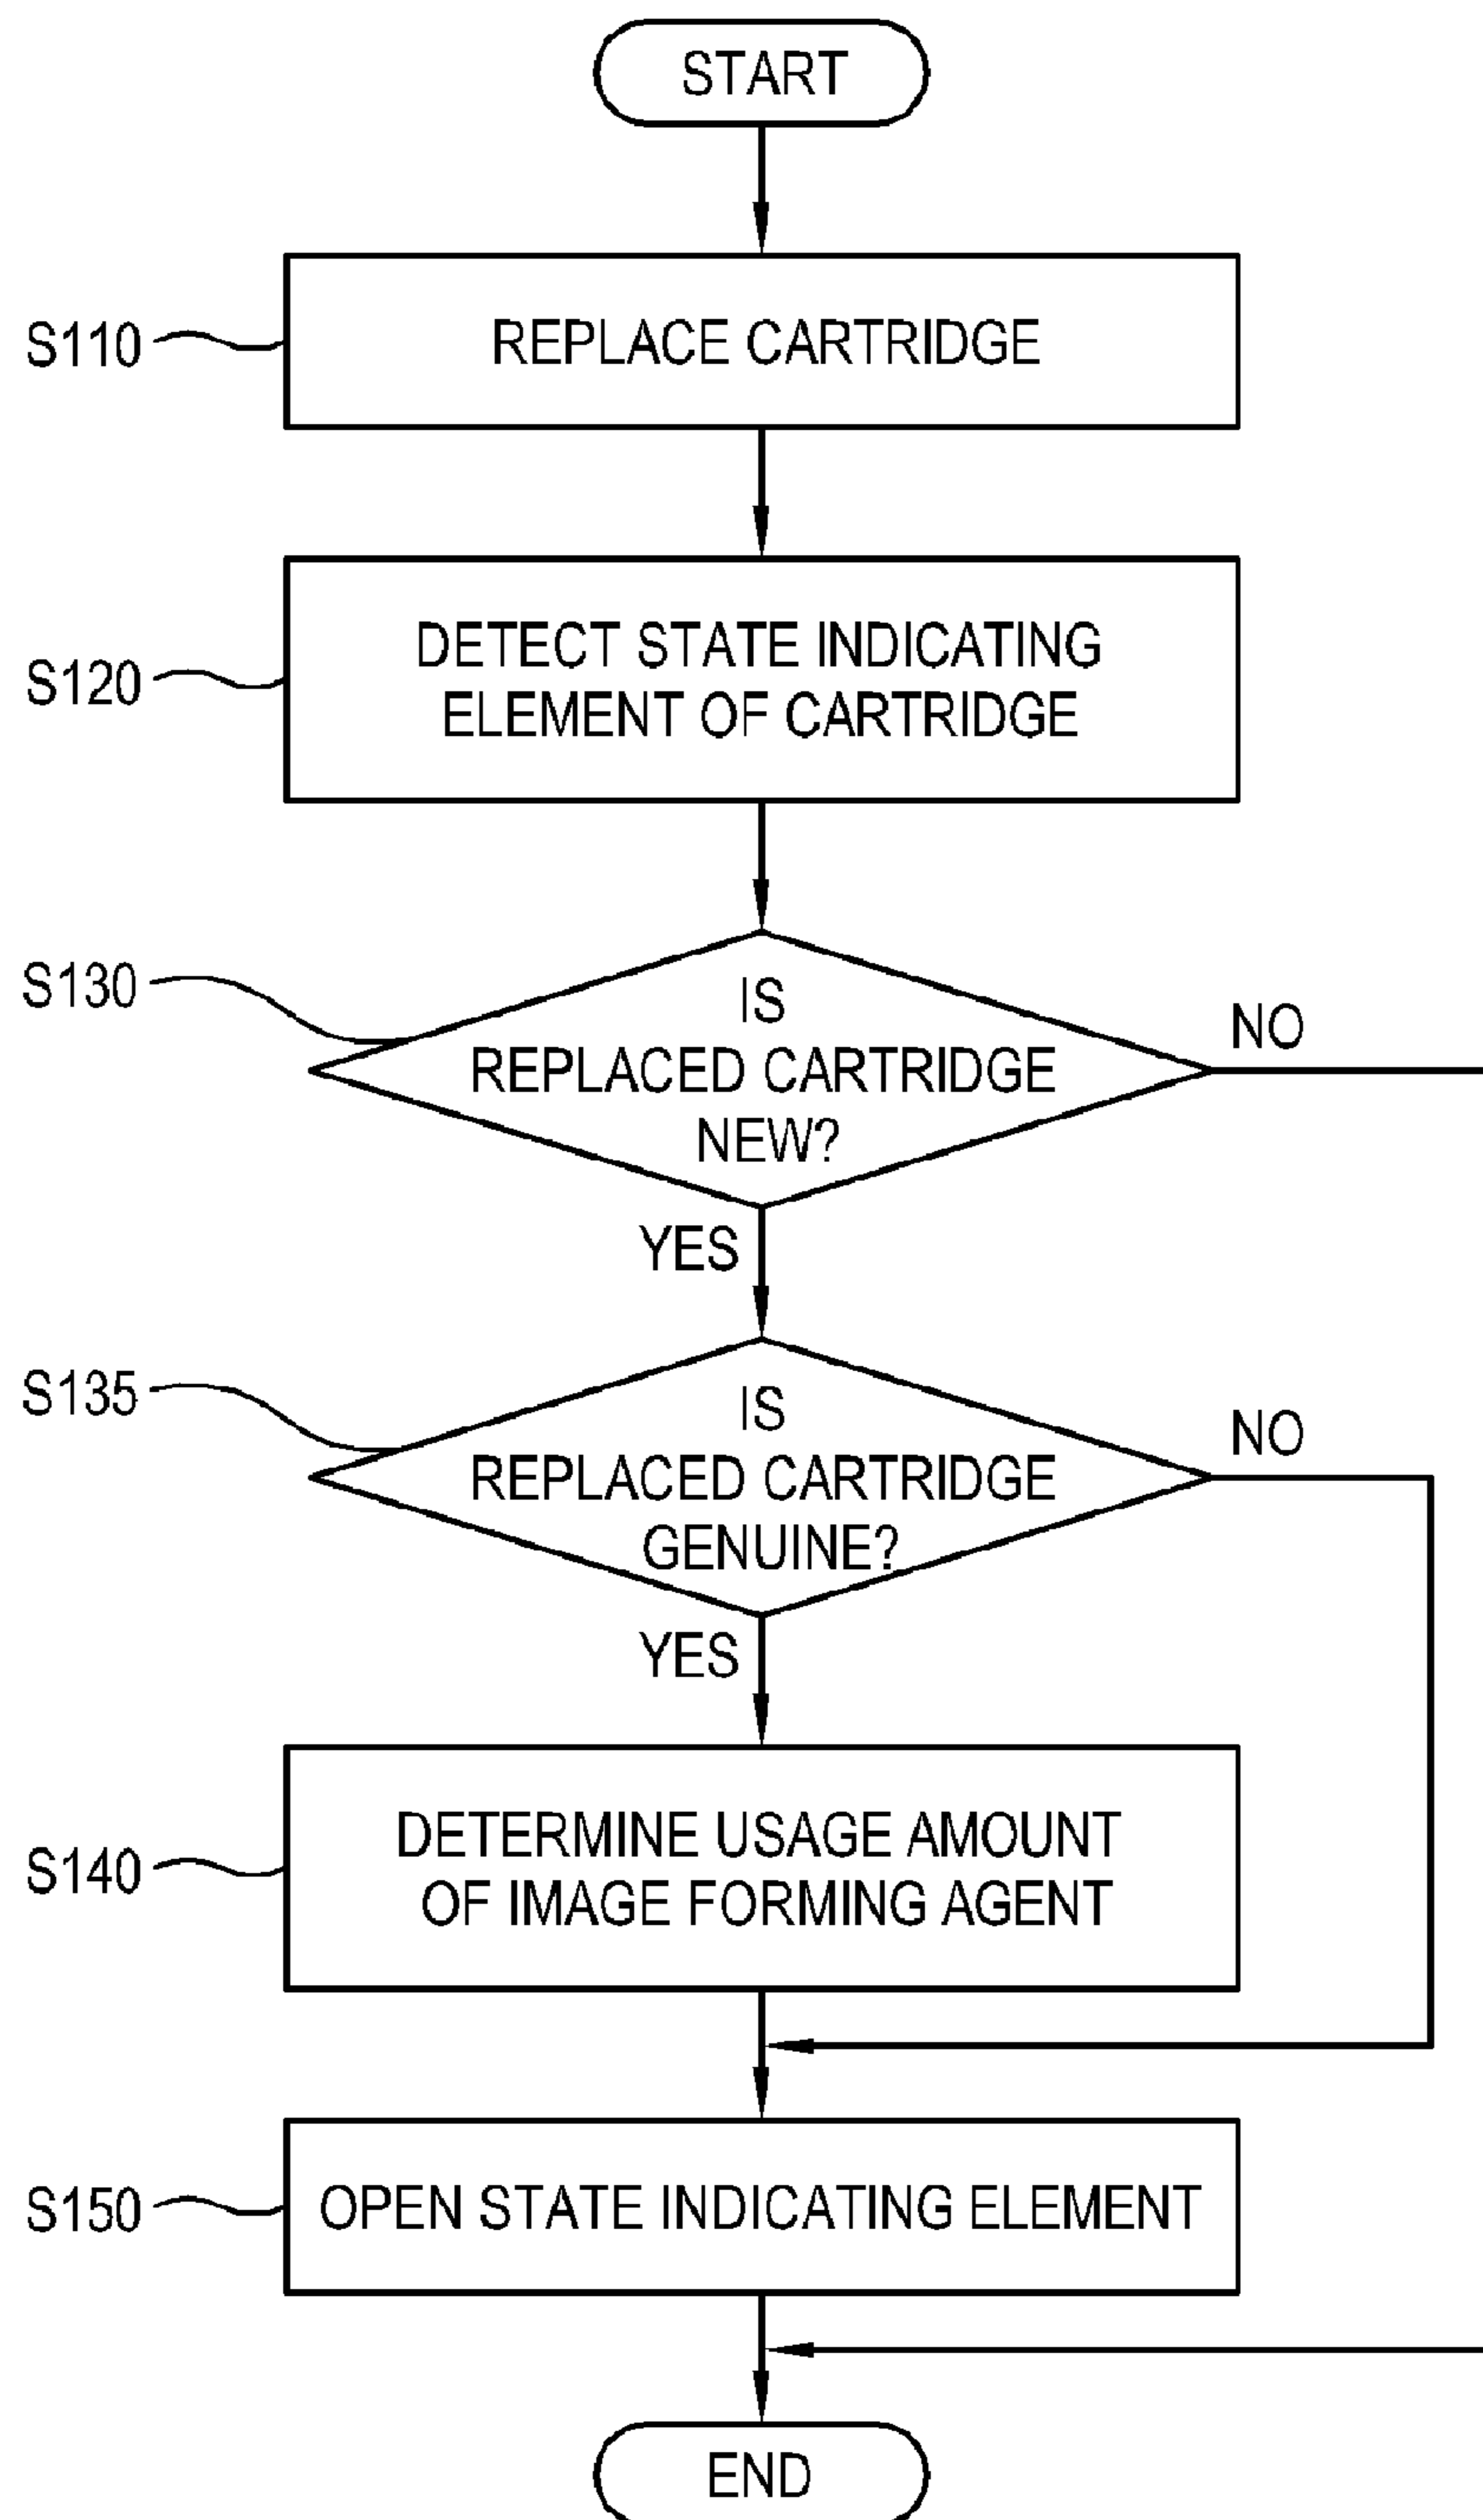 START
S110
REPLACE CARTRIDGE
S120
DETECT STATE INDICATING
ELEMENT OF CARTRIDGE
S130
IS
REPLACED CARTRIDGE
NEW?
NO
YES
S135
IS
REPLACED CARTRIDGE
GENUINE?
NO
YES
S140
DETERMINE USAGE AMOUNT
OF IMAGE FORMING AGENT
S150
OPEN STATE INDICATING ELEMENT
END